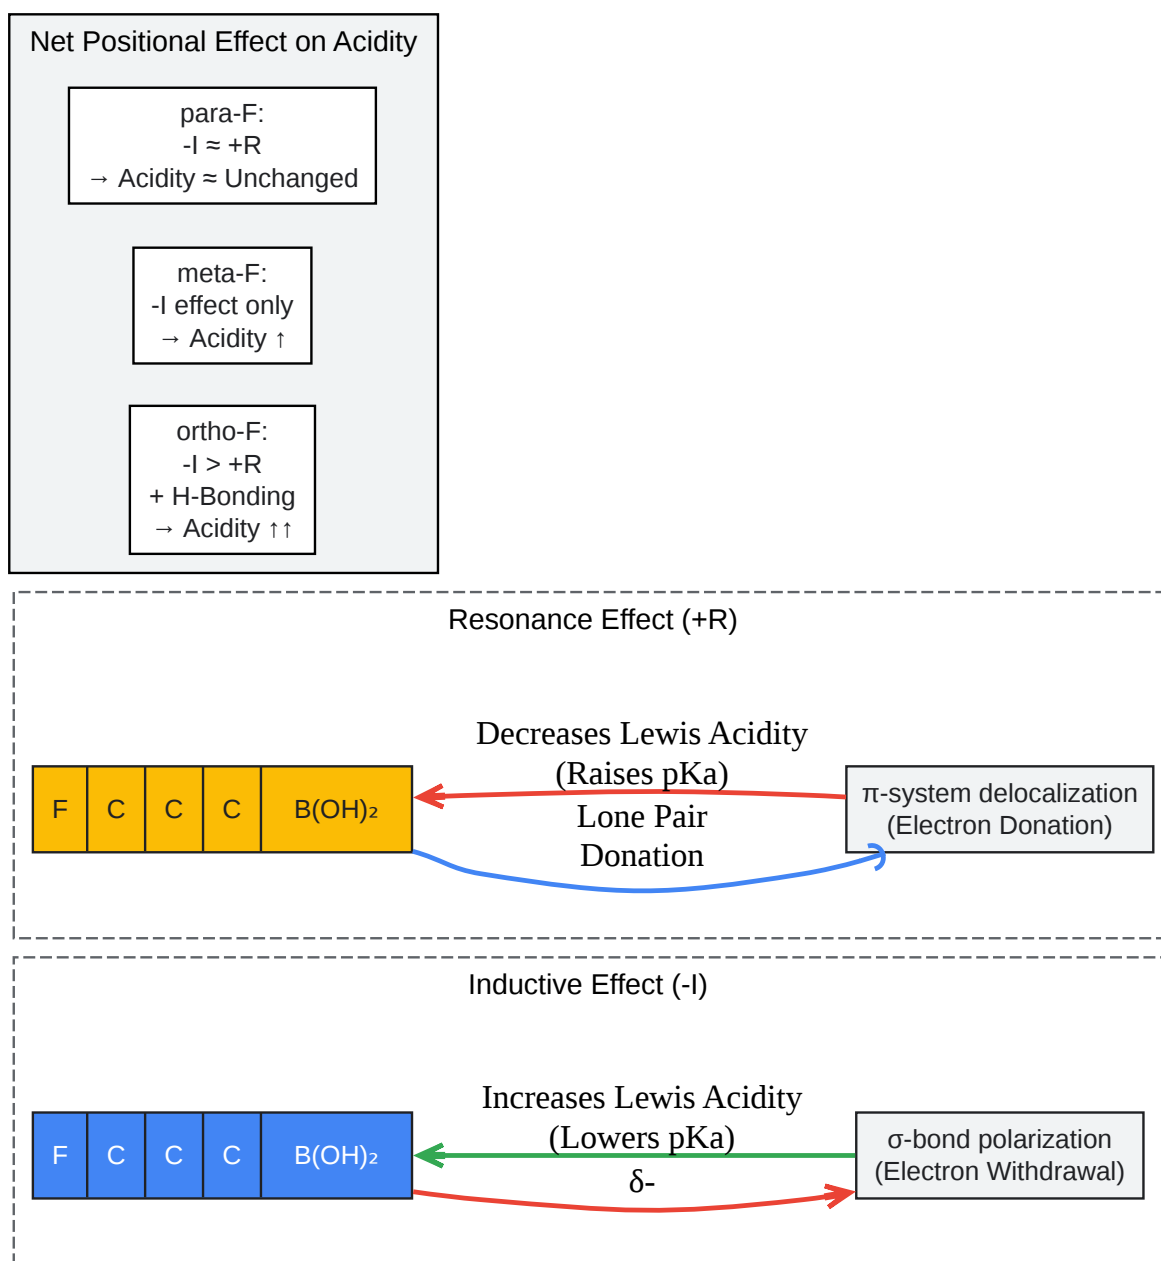 Net Positional Effect on Acidity
para-F:
-I ≈ +R
→ Acidity ≈ Unchanged
meta-F:
-I effect only
→ Acidity ↑
ortho-F:
-I > +R
+ H-Bonding
→ Acidity ↑↑
Resonance Effect (+R)
Decreases Lewis Acidity
(Raises pKa)
F C C C B(OH)₂
π-system delocalization
(Electron Donation)
Lone Pair
Donation
Inductive Effect (-I)
Increases Lewis Acidity
(Lowers pKa)
F C C C B(OH)₂
σ-bond polarization
(Electron Withdrawal)
δ-